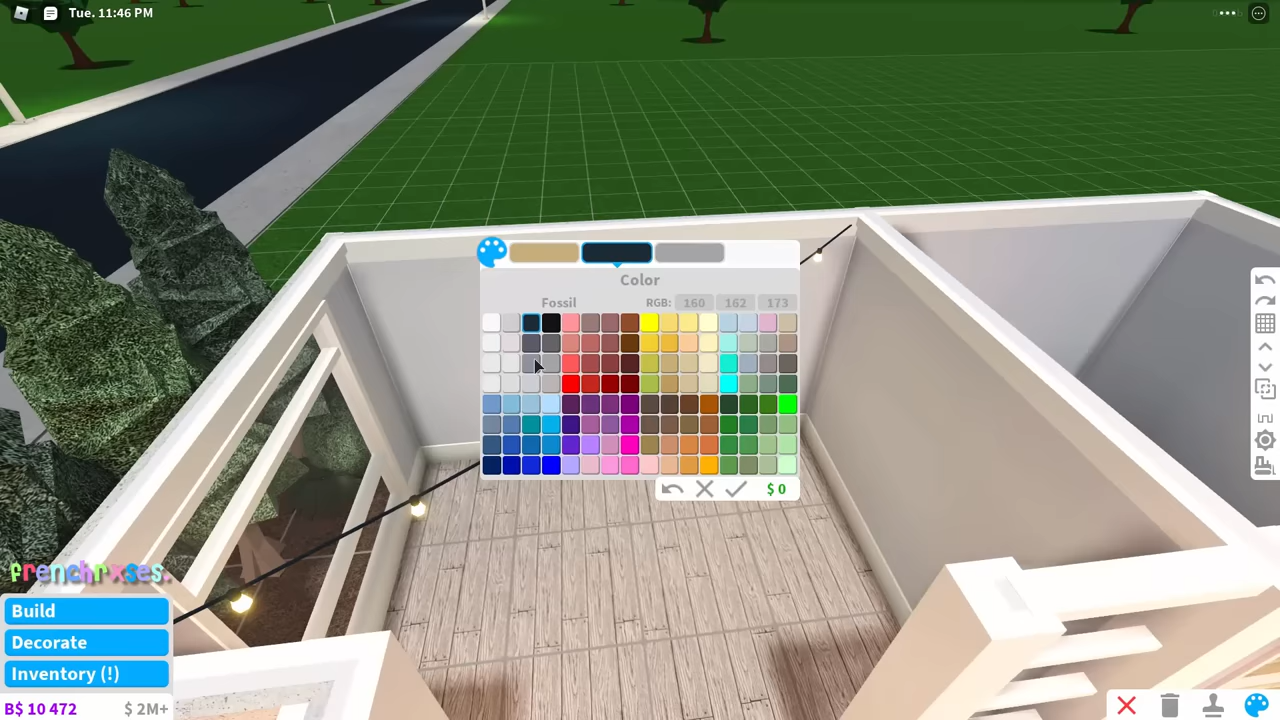 Tue. 11:46 PM
Color
Fossil
RGB: 160 162 173
$ 0
frenchrxses.
Build
Decorate
Inventory (!)
B$ 10 472
$ 2M+